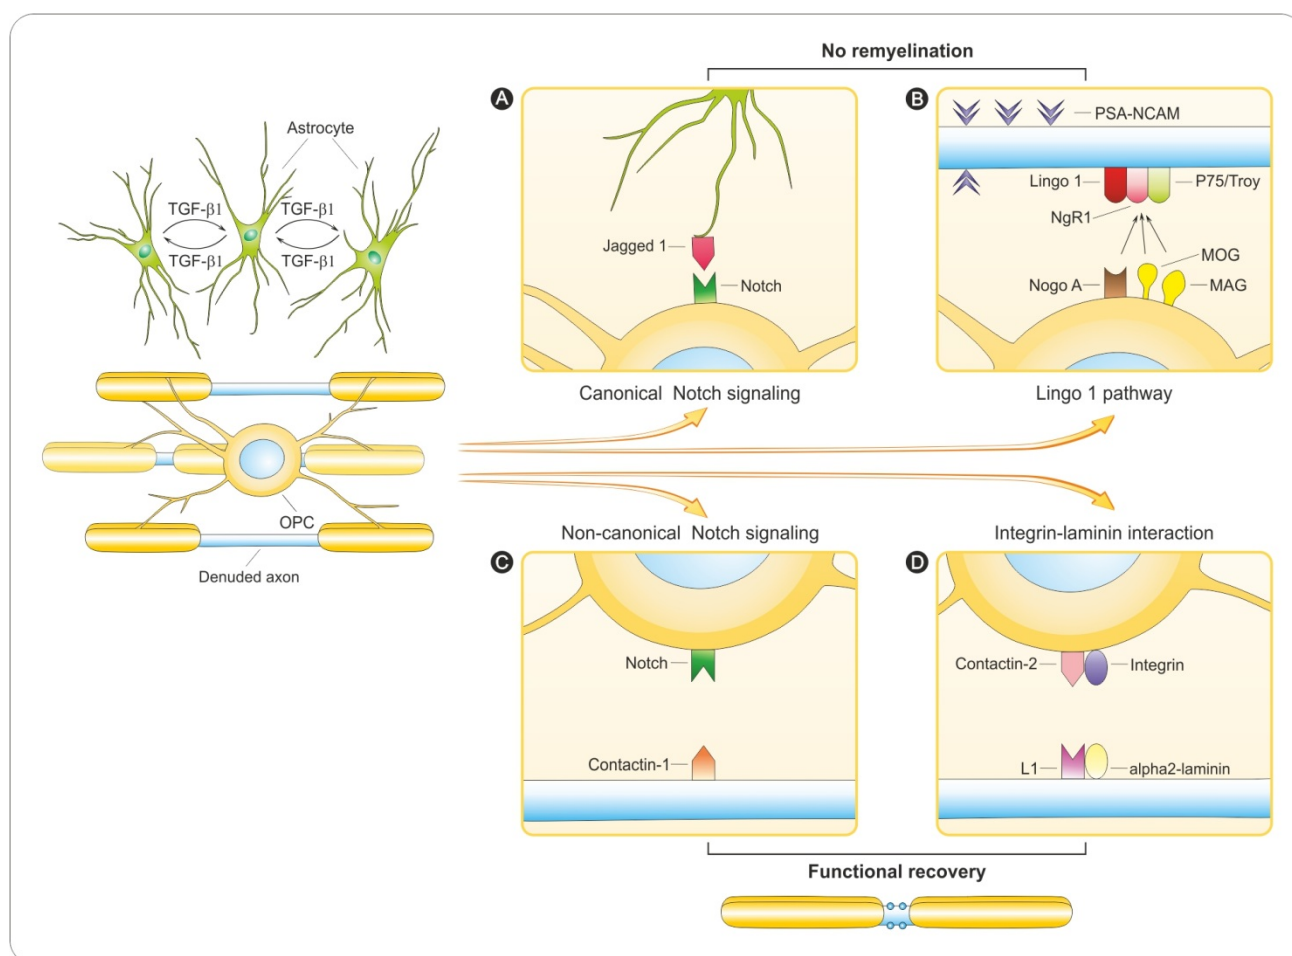 No remyelination
A
B
Astrocyte
PSA-NCAM
TGF-β1
TGF-β1
TGF-β1
TGF-β1
Lingo 1
P75/Troy
NgR1
Jagged 1
MOG
Notch
Nogo A
MAG
Canonical Notch signaling
Lingo 1 pathway
OPC
Denuded axon
Non-canonical Notch signaling
Integrin-laminin interaction
C
D
Notch
Contactin-2
Integrin
Contactin-1
L1
alpha2-laminin
Functional recovery